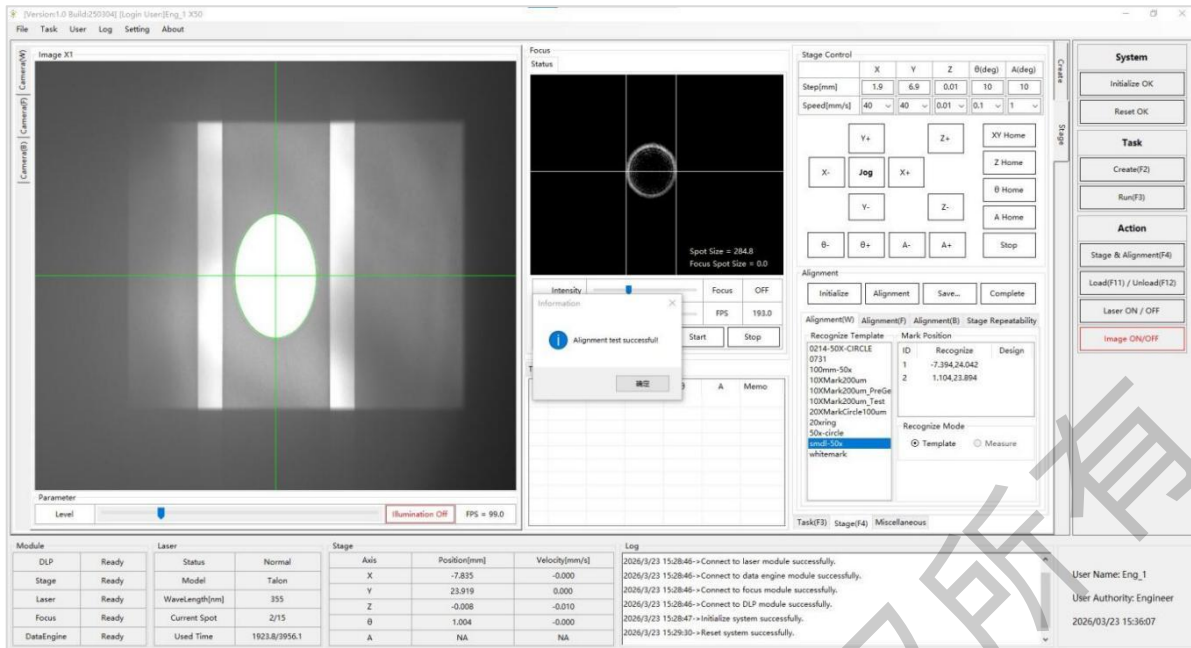 [Version:1.0 Build:250304] [Login User]Eng_1 X50
File Task User Log Setting About
Camera(W)
Camera(F)
Camera(B)
Image X1
Parameter
Level
Illumination Off
FPS = 99.0
Focus
Status
Spot Size = 284.8
Focus Spot Size = 0.0
Intensity Focus OFF
FPS 193.0
Start Stop
A Memo
Information
Alignment test successful!
确定
Stage Control
X Y Z θ(deg) A(deg)
Step[mm] 1.9 6.9 0.01 10 10
Speed[mm/s] 40 40 0.01 0.1 1
Y+ Z+ XY Home
X- Jog X+ Z Home
θ Home
Y- Z- A Home
θ- θ+ A- A+ Stop
Create
Stage
Alignment
Initialize Alignment Save... Complete
Alignment(W) Alignment(F) Alignment(B) Stage Repeatability
Recognize Template
0214-50X-CIRCLE
0731
100mm-50x
10XMark200um
10XMark200um_PreGe
10XMark200um_Test
20XMarkCircle100um
20xring
50x-circle
smdl-50x
whitemark
Mark Position
ID Recognize Design
1 -7.394,24.042
2 1.104,23.894
Recognize Mode
Template Measure
Task(F3) Stage(F4) Miscellaneous
System
Initialize OK
Reset OK
Task
Create(F2)
Run(F3)
Action
Stage & Alignment(F4)
Load(F11) / Unload(F12)
Laser ON / OFF
Image ON/OFF
Module
DLP Ready
Stage Ready
Laser Ready
Focus Ready
DataEngine Ready
Laser
Status Normal
Model Talon
WaveLength[nm] 355
Current Spot 2/15
Used Time 1923.8/3956.1
Stage
Axis Position[mm] Velocity[mm/s]
X -7.835 -0.000
Y 23.919 0.000
Z -0.008 -0.010
θ 1.004 -0.000
A NA NA
Log
2026/3/23 15:28:46->Connect to laser module successfully.
2026/3/23 15:28:46->Connect to data engine module successfully.
2026/3/23 15:28:46->Connect to focus module successfully.
2026/3/23 15:28:46->Connect to DLP module successfully.
2026/3/23 15:28:47->Initialize system successfully.
2026/3/23 15:29:30->Reset system successfully.
User Name: Eng_1
User Authority: Engineer
2026/03/23 15:36:07
所有